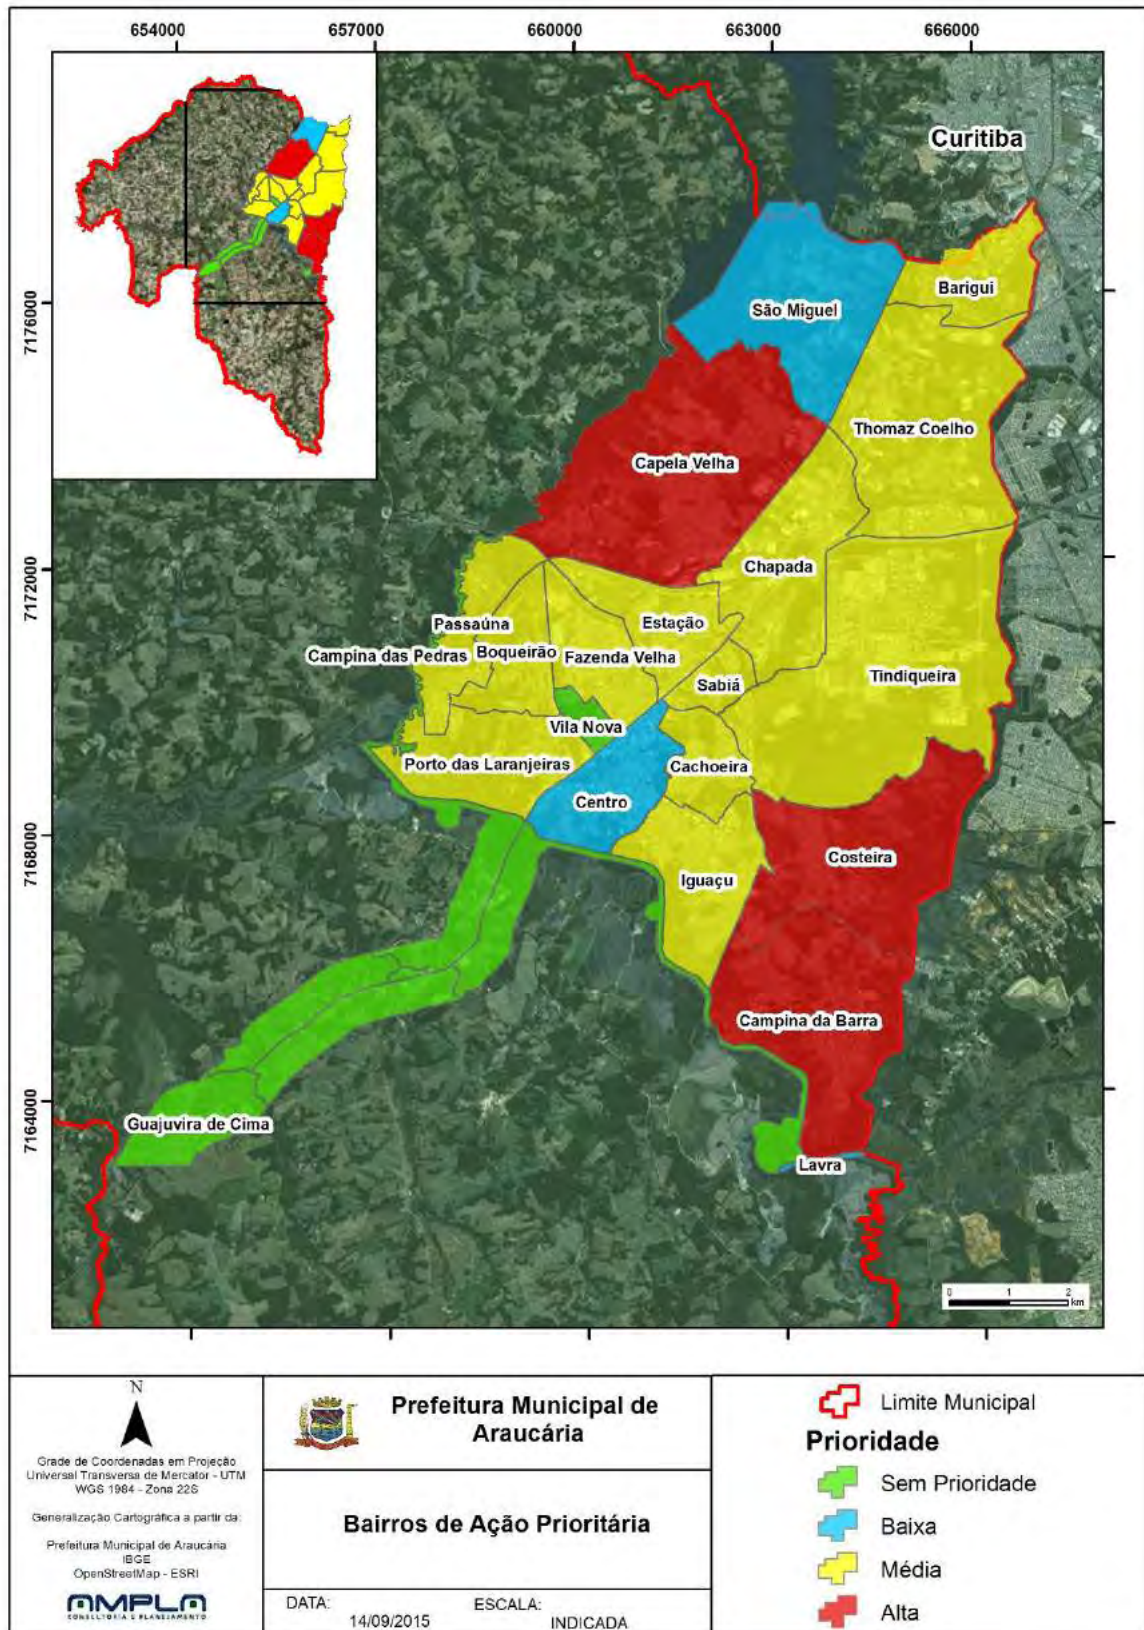 654000 657000 660000 663000 666000
Curitiba
7176000
Barigui
São Miguel
Thomaz Coelho
Capela Velha
7172000
Chapada
Passaúna
Estação
Campina das Pedras
Boqueirão
Fazenda Velha
Sabiá
Tindiqueira
Vila Nova
Porto das Laranjeiras
Cachoeira
Centro
7168000
Costeira
Iguaçu
Campina da Barra
7164000
Guajuvira de Cima
Lavra
0 1 2
km
N
Grade de Coordenadas em Projeção
Universal Transversa de Mercator - UTM
WGS 1984 - Zona 22S
Generalização Cartográfica a partir da:
Prefeitura Municipal de Araucária
IBGE
OpenStreetMap - ESRI
AMPLA
CONSULTORIA E PLANEJAMENTO
Prefeitura Municipal de
Araucária
Bairros de Ação Prioritária
DATA:
14/09/2015
ESCALA:
INDICADA
Limite Municipal
Prioridade
Sem Prioridade
Baixa
Média
Alta